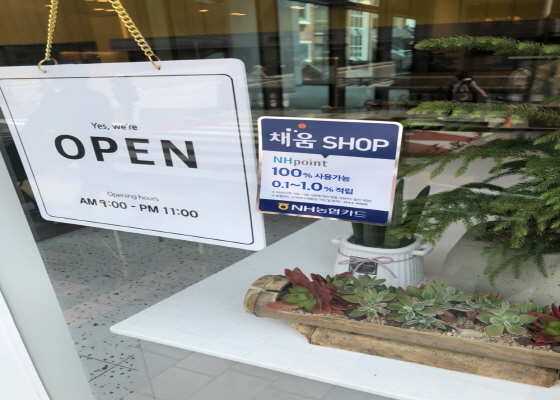 Yes, we're
OPEN
Opening hours
AM 9:00 - PM 11:00
채움 SHOP
NHpoint
100% 사용가능
0.1~1.0% 적립
NH농협카드